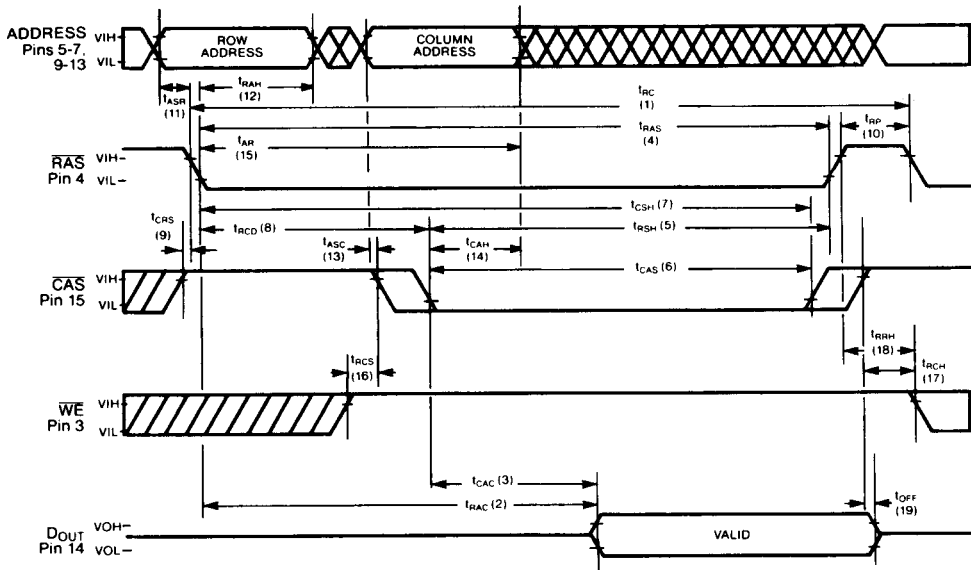 ADDRESS
Pins 5-7,
9-13
VIH
VIL
ROW
ADDRESS
COLUMN
ADDRESS
tASR
(11)
tRAH
(12)
tRC
(1)
tAR
(15)
tRAS
(4)
tRP
(10)
RAS
Pin 4
VIH–
VIL–
tCRS
(9)
tRCD (8)
tCSH (7)
tASC
(13)
tCAH
(14)
tRSH (5)
tCAS (6)
CAS
Pin 15
VIH–
VIL–
tRCS
(16)
tRRH
(18)
tRCH
(17)
WE
Pin 3
VIH–
VIL–
tCAC (3)
tRAC (2)
tOFF
(19)
DOUT
Pin 14
VOH–
VOL–
VALID